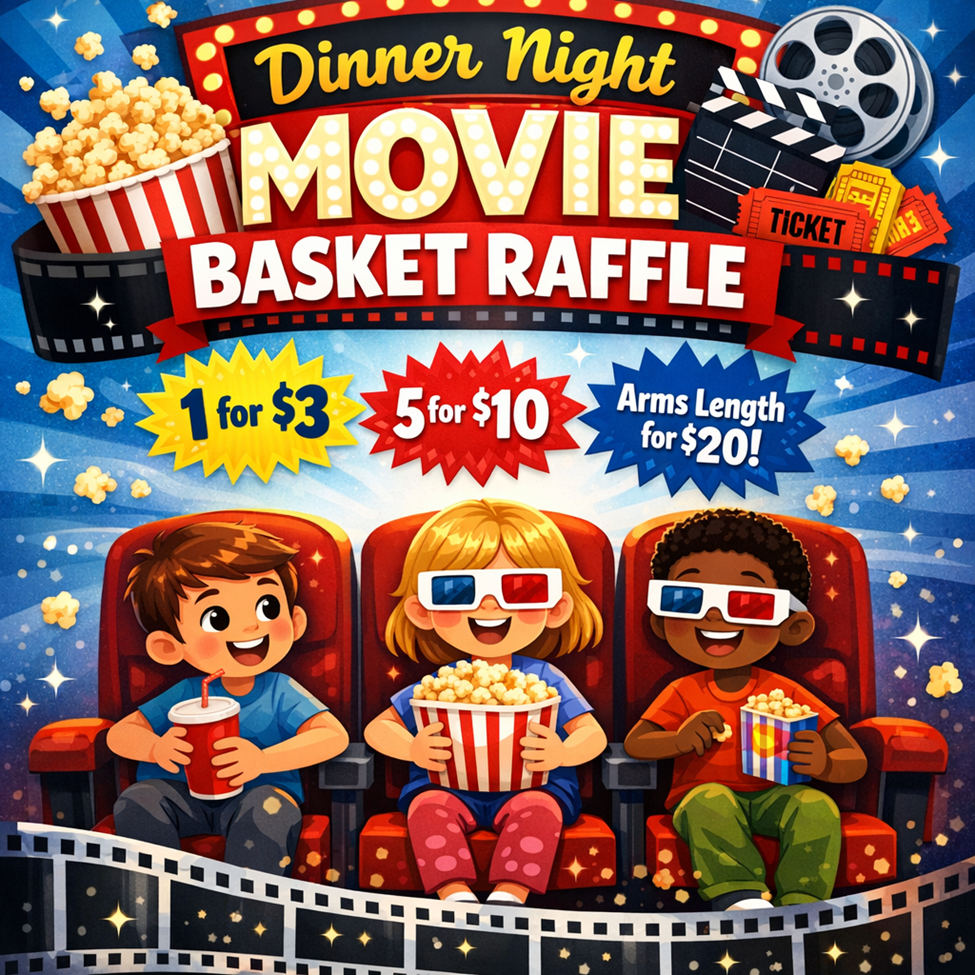 Dinner Night
MOVIE
TiCKET
BASKET RAFFLE
1 for $3
5 for $10
Arms Length
for $20!